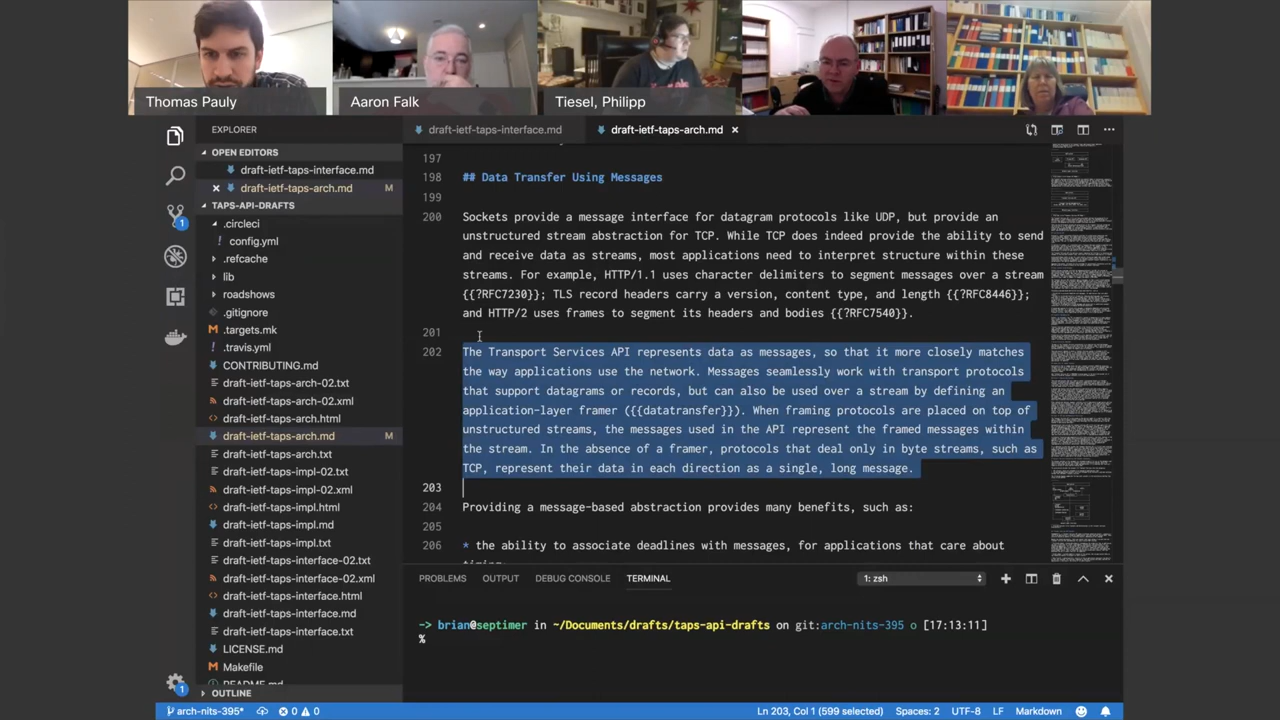 Thomas Pauly
Aaron Falk
Tiesel, Philipp
EXPLORER
draft-ietf-taps-interface.md
draft-ietf-taps-arch.md
OPEN EDITORS
draft-ietf-taps-interface.md
draft-ietf-taps-arch.md M
TAPS-API-DRAFTS
.circleci
config.yml
.refcache
lib
roadshows
.gitignore
.targets.mk
.travis.yml
CONTRIBUTING.md
draft-ietf-taps-arch-02.txt
draft-ietf-taps-arch-02.xml
draft-ietf-taps-arch.html
draft-ietf-taps-arch.md M
draft-ietf-taps-arch.txt
draft-ietf-taps-impl-02.txt
draft-ietf-taps-impl-02.xml
draft-ietf-taps-impl.html
draft-ietf-taps-impl.md
draft-ietf-taps-impl.txt
draft-ietf-taps-interface-02
draft-ietf-taps-interface-02.xml
draft-ietf-taps-interface.html
draft-ietf-taps-interface.md
draft-ietf-taps-interface.txt
LICENSE.md
Makefile
README.md
OUTLINE
197
198 ## Data Transfer Using Messages
199
200 Sockets provide a message interface for datagram protocols like UDP, but provide an
unstructured stream abstraction for TCP. While TCP does indeed provide the ability to send
and receive data as streams, most applications need to interpret structure within these
streams. For example, HTTP/1.1 uses character delimiters to segment messages over a stream
{{?RFC7230}}; TLS record headers carry a version, content type, and length {{?RFC8446}};
and HTTP/2 uses frames to segment its headers and bodies {{?RFC7540}}.
201
202 The Transport Services API represents data as messages, so that it more closely matches
the way applications use the network. Messages seamlessly work with transport protocols
that support datagrams or records, but can also be used over a stream by defining an
application-layer framer ({{datatransfer}}). When framing protocols are placed on top of
unstructured streams, the messages used in the API represent the framed messages within
the stream. In the absence of a framer, protocols that deal only in byte streams, such as
TCP, represent their data in each direction as a single, long message.
203
204 Providing a message-based abstraction provides many benefits, such as:
205
206 * the ability to associate deadlines with messages, for applications that care about
timing
PROBLEMS OUTPUT DEBUG CONSOLE TERMINAL 1: zsh
-> brian@septimer in ~/Documents/drafts/taps-api-drafts on git:arch-nits-395 o [17:13:11]
%
1
1
arch-nits-395* 0 0 Ln 203, Col 1 (599 selected) Spaces: 2 UTF-8 LF Markdown